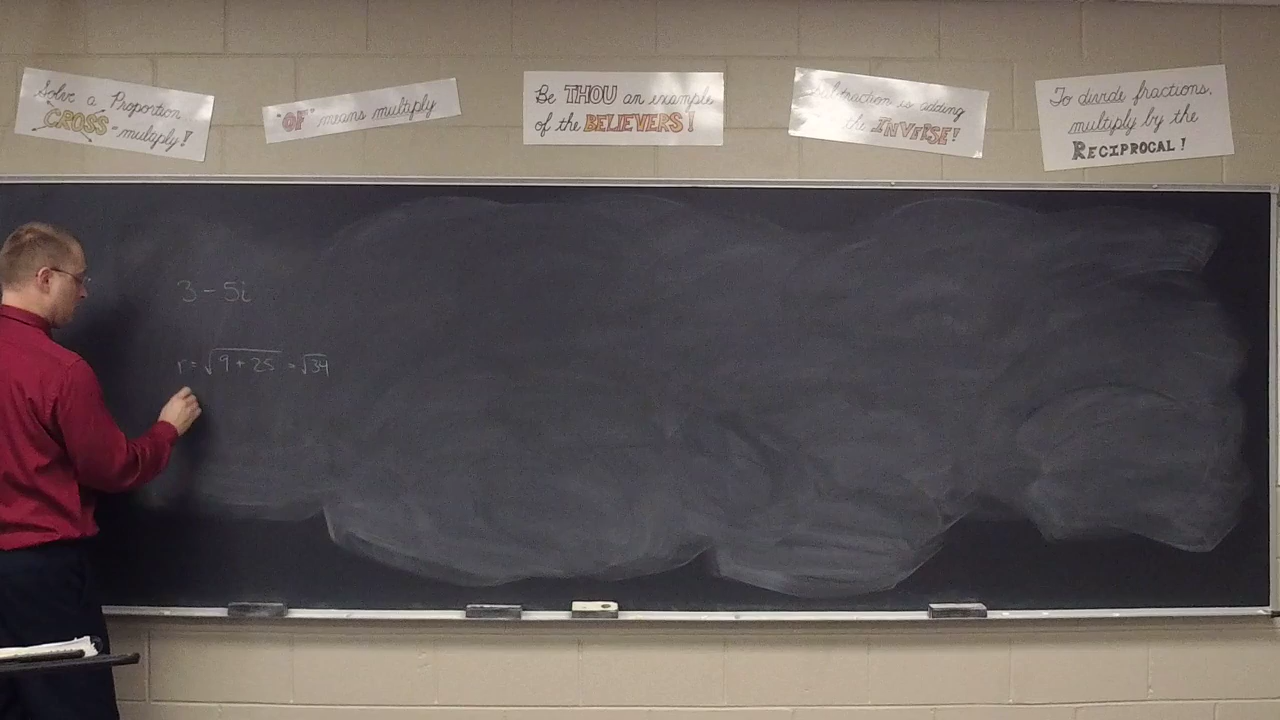 Solve a Proportion
"CROSS"-multiply!
"OF" means multiply
Be THOU an example
of the BELIEVERS!
Subtraction is adding
the INVERSE!
To divide fractions,
multiply by the
RECIPROCAL!
3 - 5i
r = √9 + 25 = √34